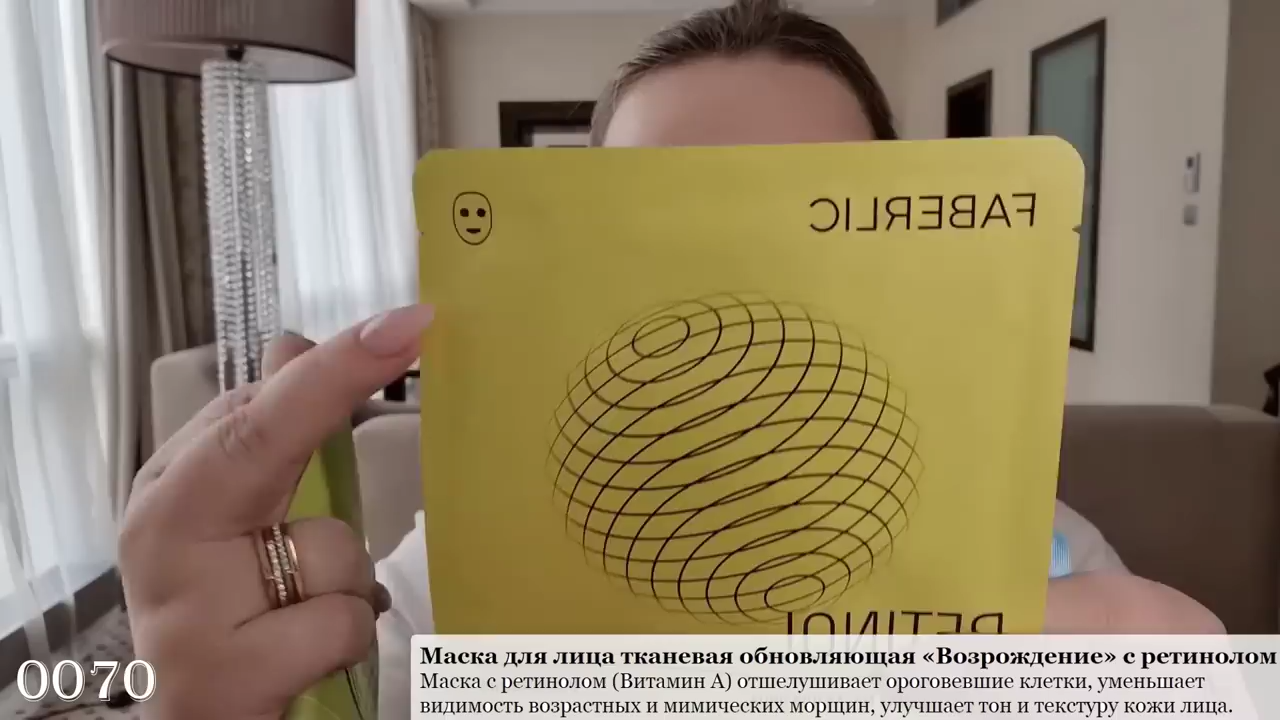 FABERLIC
RETINOL
0070
Маска для лица тканевая обновляющая «Возрождение» с ретинолом
Маска с ретинолом (Витамин А) отшелушивает ороговевшие клетки, уменьшает
видимость возрастных и мимических морщин, улучшает тон и текстуру кожи лица.